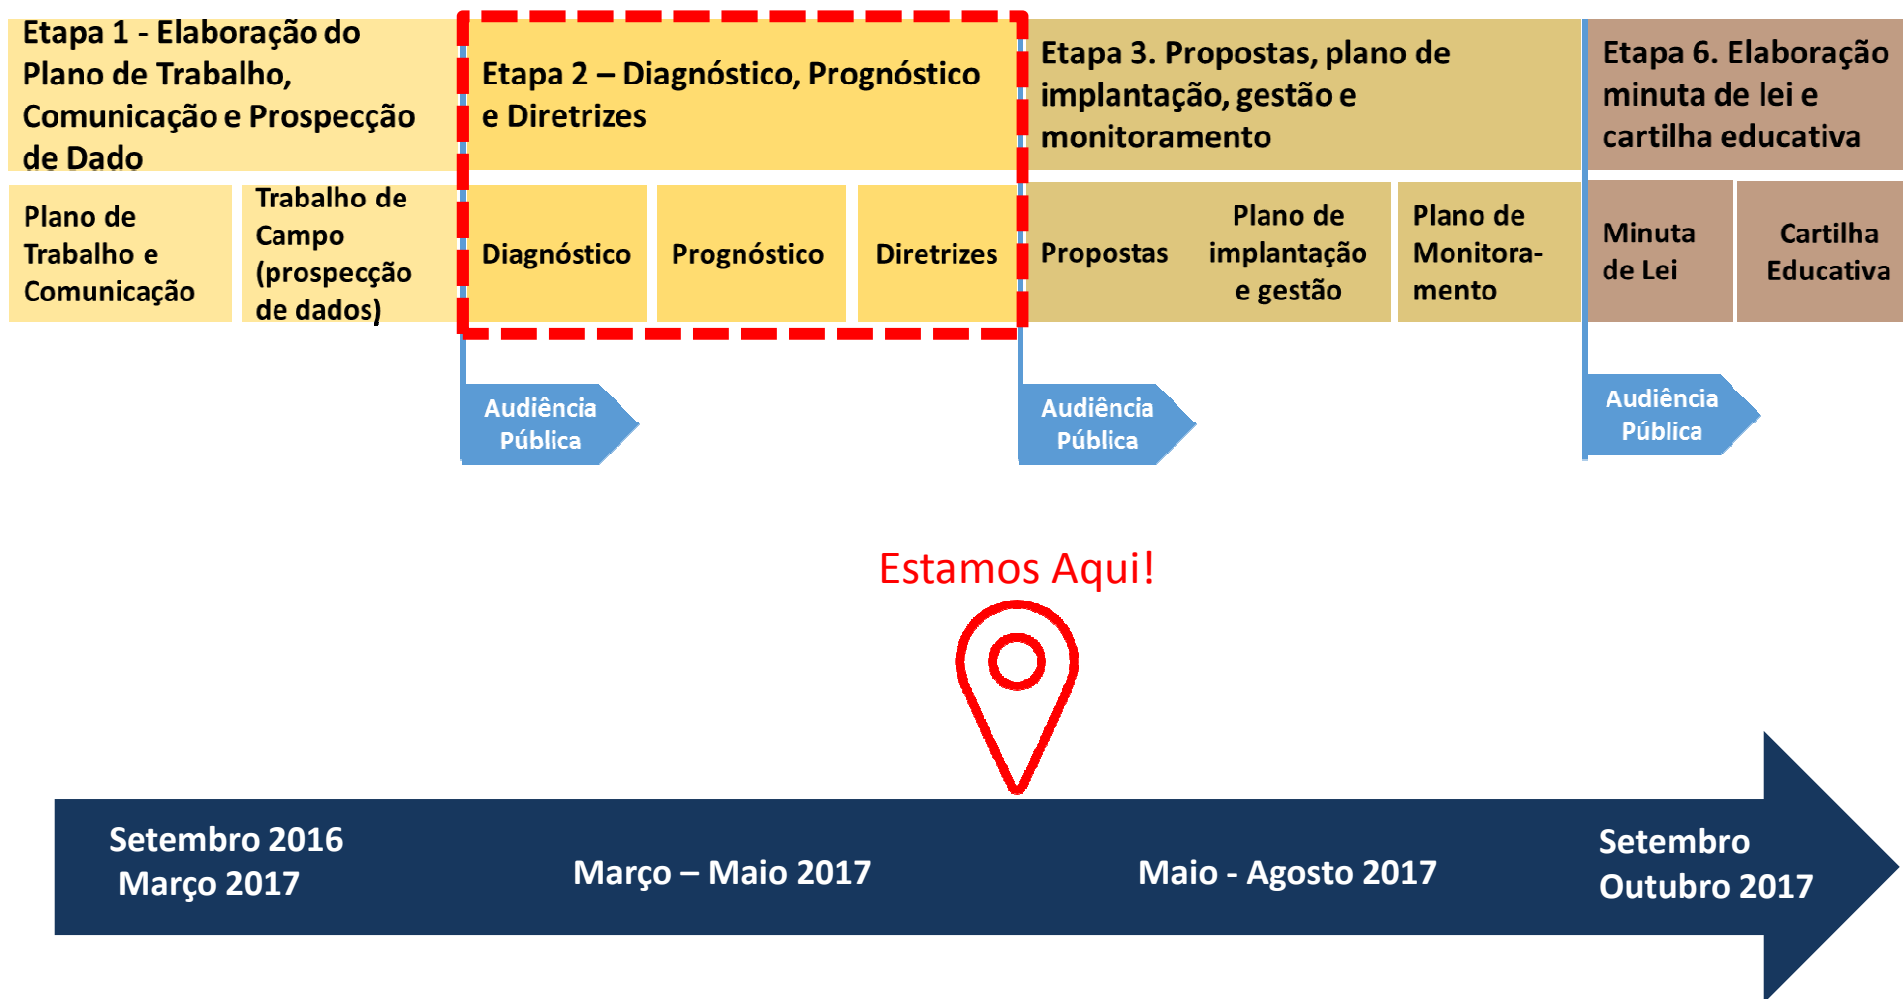 Etapa 1 - Elaboração do
Plano de Trabalho,
Comunicação e Prospecção
de Dado
Etapa 2 – Diagnóstico, Prognóstico
e Diretrizes
Etapa 3. Propostas, plano de
implantação, gestão e
monitoramento
Etapa 6. Elaboração
minuta de lei e
cartilha educativa
Plano de
Trabalho e
Comunicação
Trabalho de
Campo
(prospecção
de dados)
Diagnóstico
Prognóstico
Diretrizes
Propostas
Plano de
implantação
e gestão
Plano de
Monitora-
mento
Minuta
de Lei
Cartilha
Educativa
Audiência
Pública
Audiência
Pública
Audiência
Pública
Estamos Aqui!
Setembro 2016
Março 2017
Março – Maio 2017
Maio - Agosto 2017
Setembro
Outubro 2017